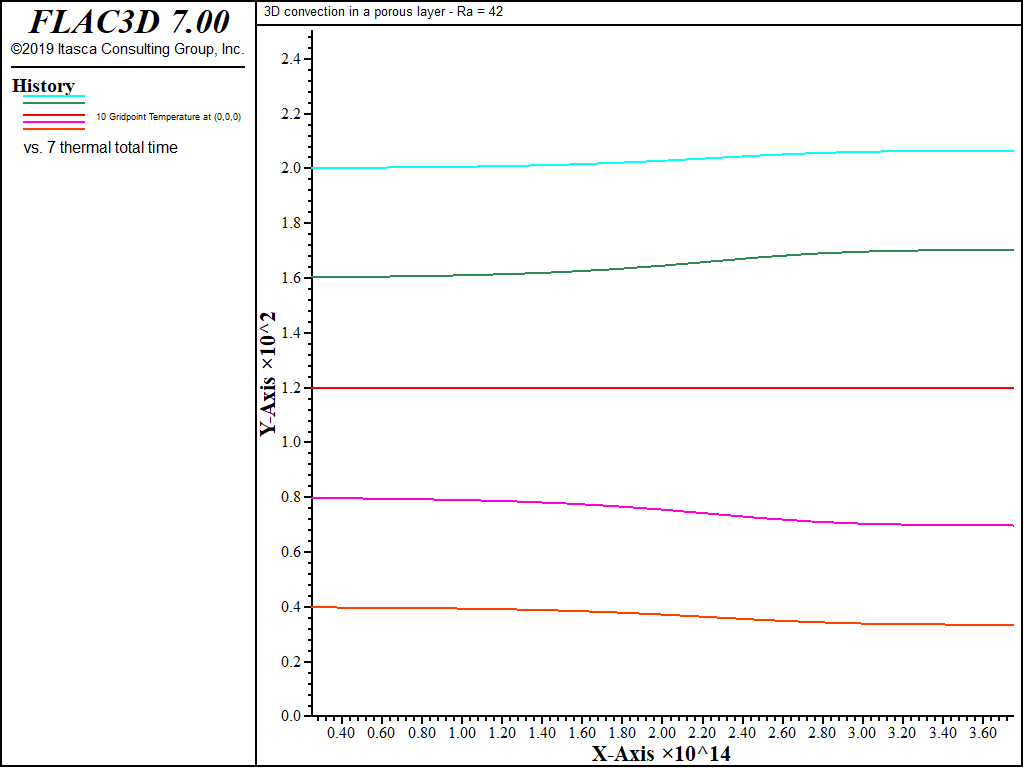 FLAC3D 7.00
©2019 Itasca Consulting Group, Inc.
History
10 Gridpoint Temperature at (0,0,0)
vs. 7 thermal total time
3D convection in a porous layer - Ra = 42
2.4
2.2
2.0
1.8
1.6
1.4
1.2
1.0
0.8
0.6
0.4
0.2
0.0
Y-Axis ×10^2
0.40 0.60 0.80 1.00 1.20 1.40 1.60 1.80 2.00 2.20 2.40 2.60 2.80 3.00 3.20 3.40 3.60
X-Axis ×10^14